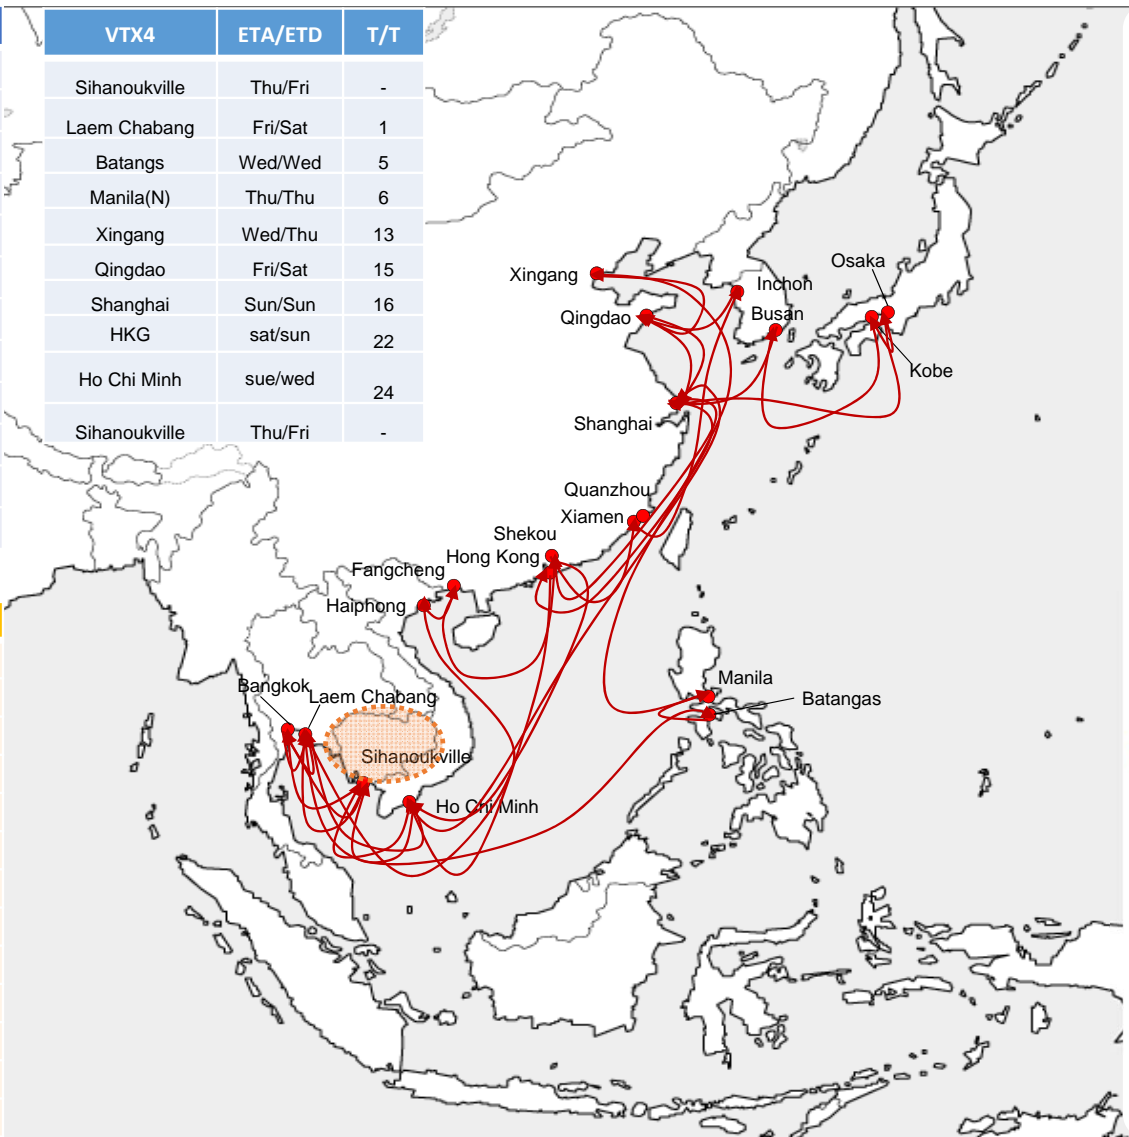 VTX4 ETA/ETD T/T
Sihanoukville Thu/Fri -
Laem Chabang Fri/Sat 1
Batangs Wed/Wed 5
Manila(N) Thu/Thu 6
Xingang Wed/Thu 13
Qingdao Fri/Sat 15
Shanghai Sun/Sun 16
HKG sat/sun 22
Ho Chi Minh sue/wed 24
Sihanoukville Thu/Fri -
Osaka
Xingang
Inchon
Qingdao
Busan
Kobe
Shanghai
Quanzhou
Xiamen
Shekou
Hong Kong
Fangcheng
Haiphong
Manila
Bangkok
Laem Chabang
Batangas
Sihanoukville
Ho Chi Minh